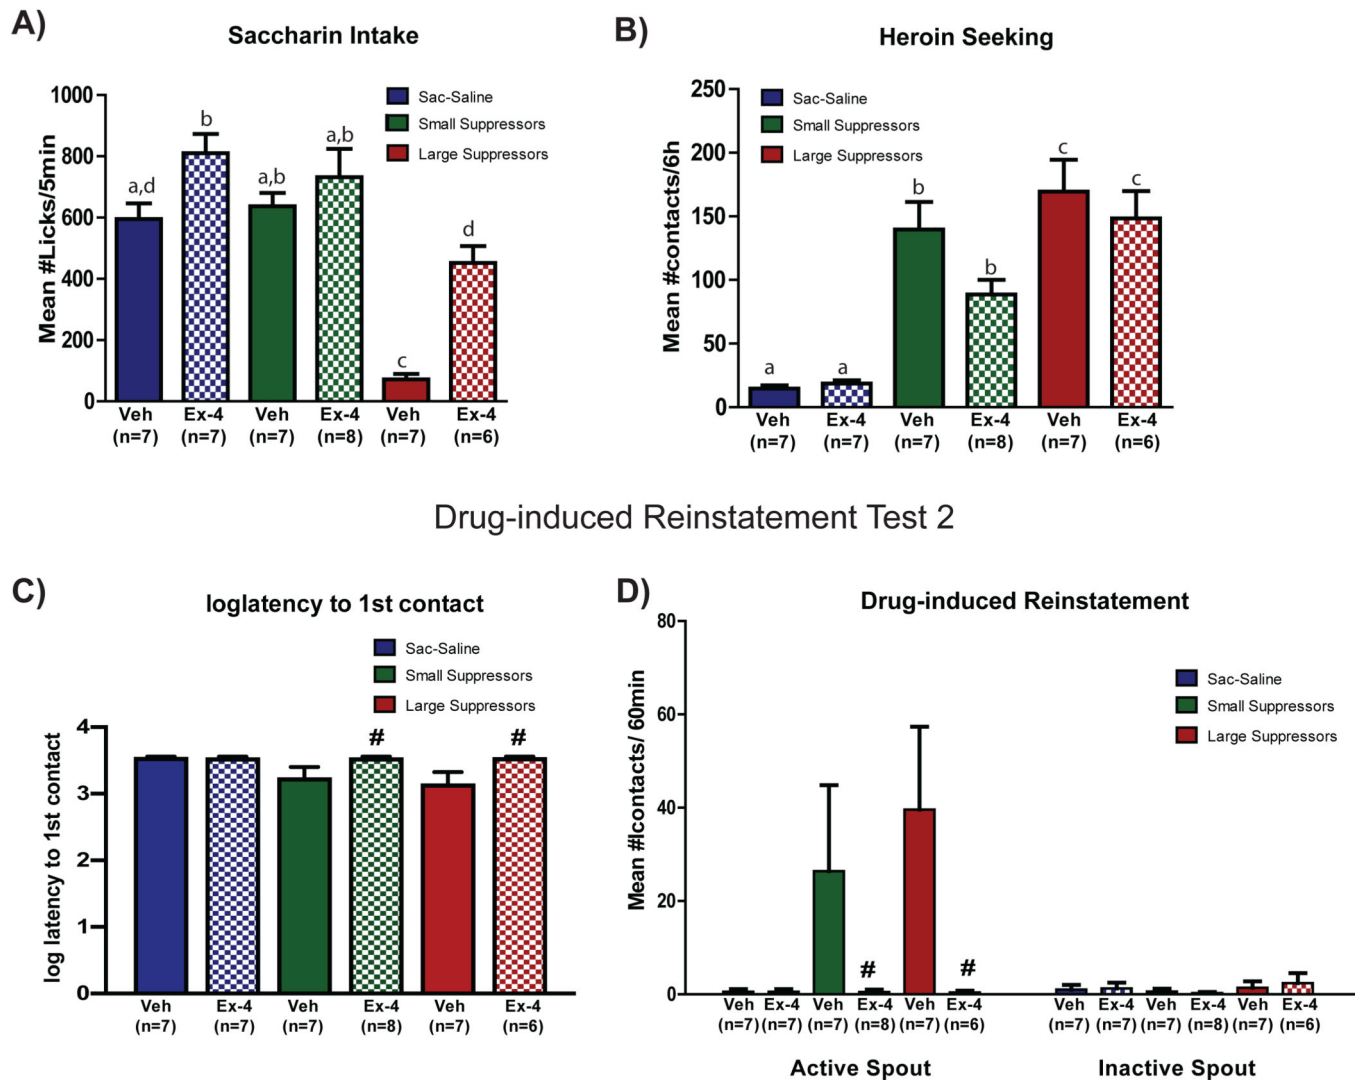 A)
Saccharin Intake
Mean #Licks/5min
1000
800
600
400
200
0
Sac-Saline
Small Suppressors
Large Suppressors
a,d
b
a,b
a,b
c
d
Veh Ex-4 Veh Ex-4 Veh Ex-4
(n=7) (n=7) (n=7) (n=8) (n=7) (n=6)
B)
Heroin Seeking
Mean #contacts/6h
250
200
150
100
50
0
Sac-Saline
Small Suppressors
Large Suppressors
a
a
b
b
c
c
Veh Ex-4 Veh Ex-4 Veh Ex-4
(n=7) (n=7) (n=7) (n=8) (n=7) (n=6)
Drug-induced Reinstatement Test 2
C)
loglatency to 1st contact
log latency to 1st contact
4
3
2
1
0
Sac-Saline
Small Suppressors
Large Suppressors
# #
Veh Ex-4 Veh Ex-4 Veh Ex-4
(n=7) (n=7) (n=7) (n=8) (n=7) (n=6)
D)
Drug-induced Reinstatement
Mean #lcontacts/ 60min
80
60
40
20
0
Sac-Saline
Small Suppressors
Large Suppressors
# #
Veh Ex-4 Veh Ex-4 Veh Ex-4 Veh Ex-4 Veh Ex-4 Veh Ex-4
(n=7) (n=7) (n=7) (n=8) (n=7) (n=6) (n=7) (n=7) (n=7) (n=8) (n=7) (n=6)
Active Spout Inactive Spout